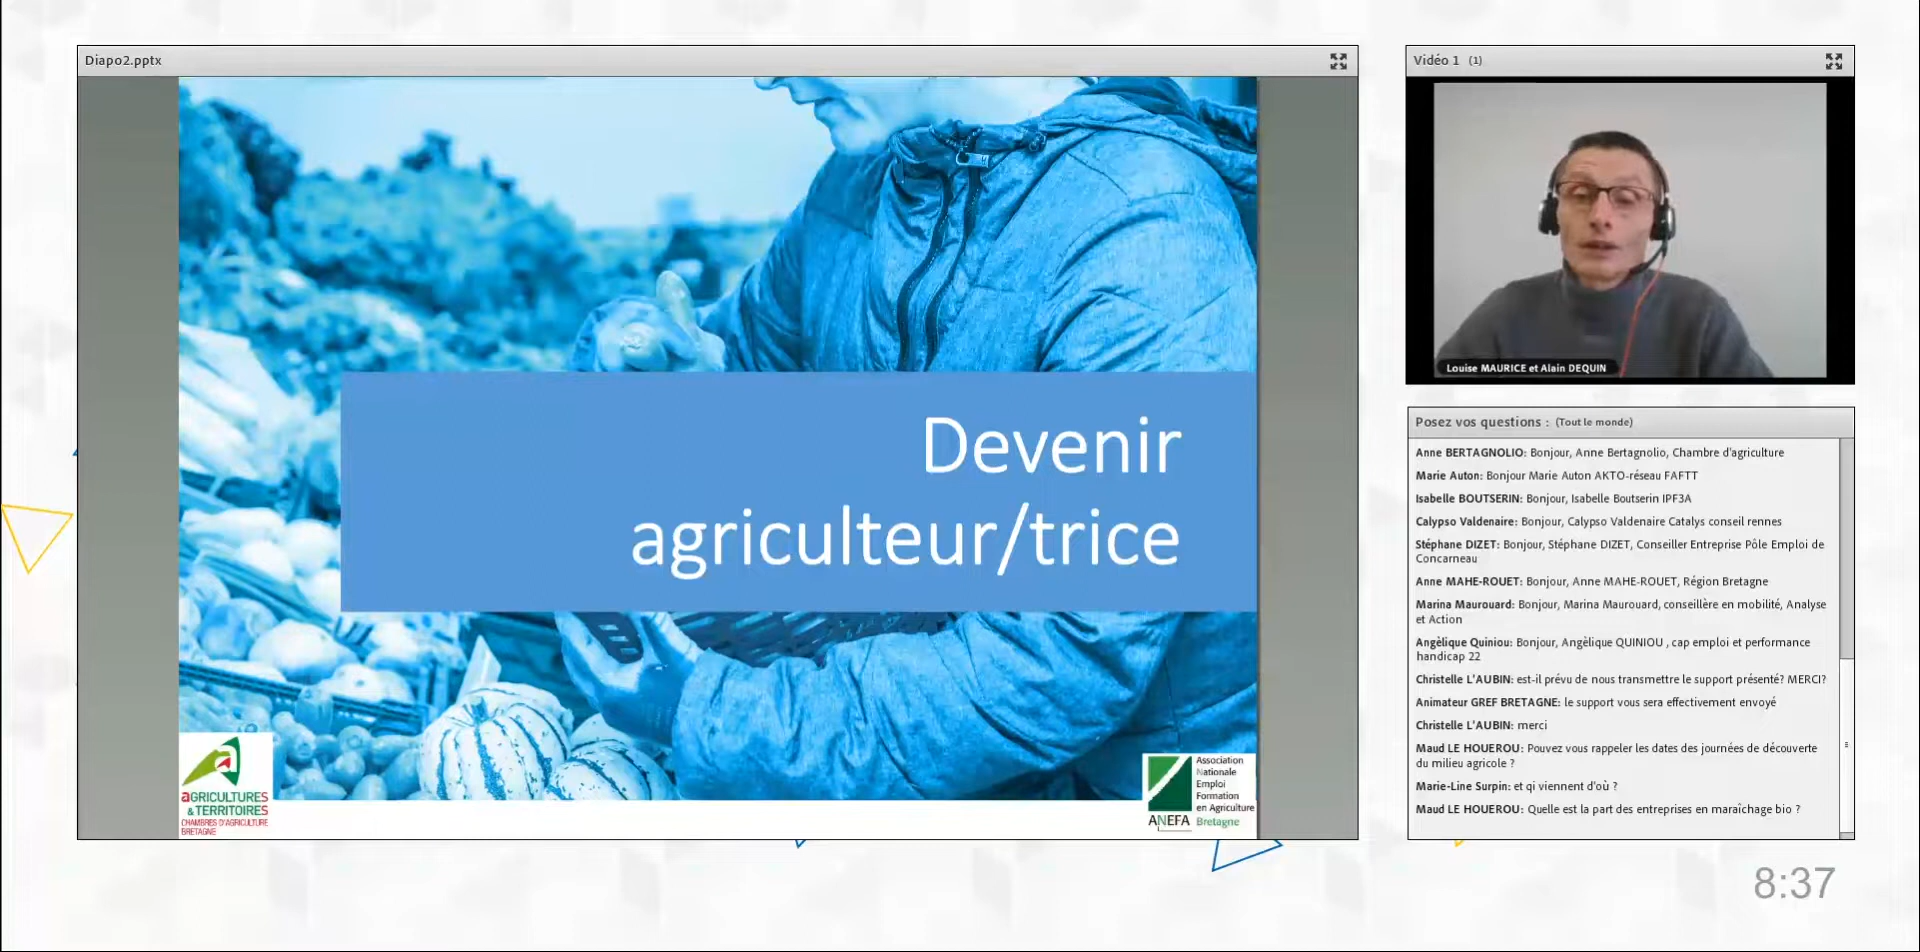 Diapo2.pptx
Devenir
agriculteur/trice
aGRICULTURES
& TERRITOIRES
CHAMBRES D'AGRICULTURE
BRETAGNE
Association
Nationale
Emploi
Formation
en Agriculture
ANEFA Bretagne
Vidéo 1 (1)
Louise MAURICE et Alain DEQUIN
Posez vos questions : (Tout le monde)
Anne BERTAGNOLIO: Bonjour, Anne Bertagnolio, Chambre d'agriculture
Marie Auton: Bonjour Marie Auton AKTO-réseau FAFTT
Isabelle BOUTSERIN: Bonjour, Isabelle Boutserin IPF3A
Calypso Valdenaire: Bonjour, Calypso Valdenaire Catalys conseil rennes
Stéphane DIZET: Bonjour, Stéphane DIZET, Conseiller Entreprise Pôle Emploi de
Concarneau
Anne MAHE-ROUET: Bonjour, Anne MAHE-ROUET, Région Bretagne
Marina Maurouard: Bonjour, Marina Maurouard, conseillère en mobilité, Analyse
et Action
Angèlique Quiniou: Bonjour, Angèlique QUINIOU , cap emploi et performance
handicap 22
Christelle L'AUBIN: est-il prévu de nous transmettre le support présenté? MERCI?
Animateur GREF BRETAGNE: le support vous sera effectivement envoyé
Christelle L'AUBIN: merci
Maud LE HOUEROU: Pouvez vous rappeler les dates des journées de découverte
du milieu agricole ?
Marie-Line Surpin: et qi viennent d'où ?
Maud LE HOUEROU: Quelle est la part des entreprises en maraîchage bio ?
8:37